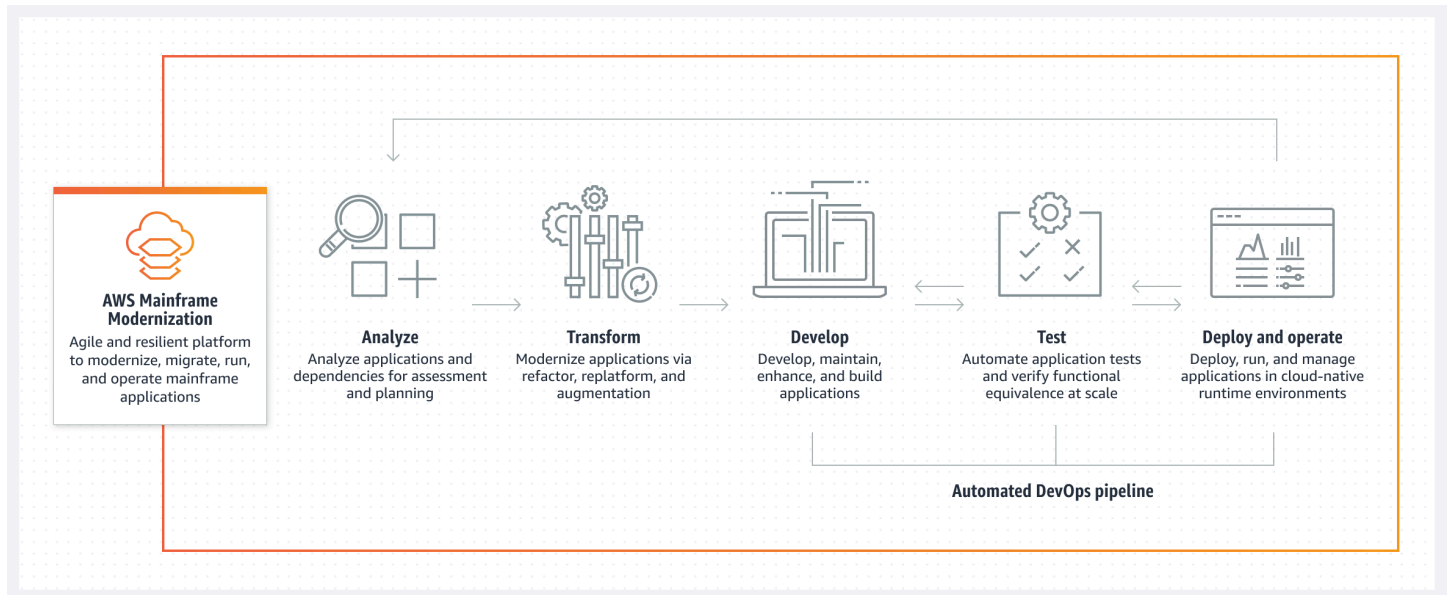 AWS Mainframe
Modernization
Agile and resilient platform
to modernize, migrate, run,
and operate mainframe
applications
Analyze
Analyze applications and
dependencies for assessment
and planning
Transform
Modernize applications via
refactor, replatform, and
augmentation
Develop
Develop, maintain,
enhance, and build
applications
Test
Automate application tests
and verify functional
equivalence at scale
Deploy and operate
Deploy, run, and manage
applications in cloud-native
runtime environments
Automated DevOps pipeline